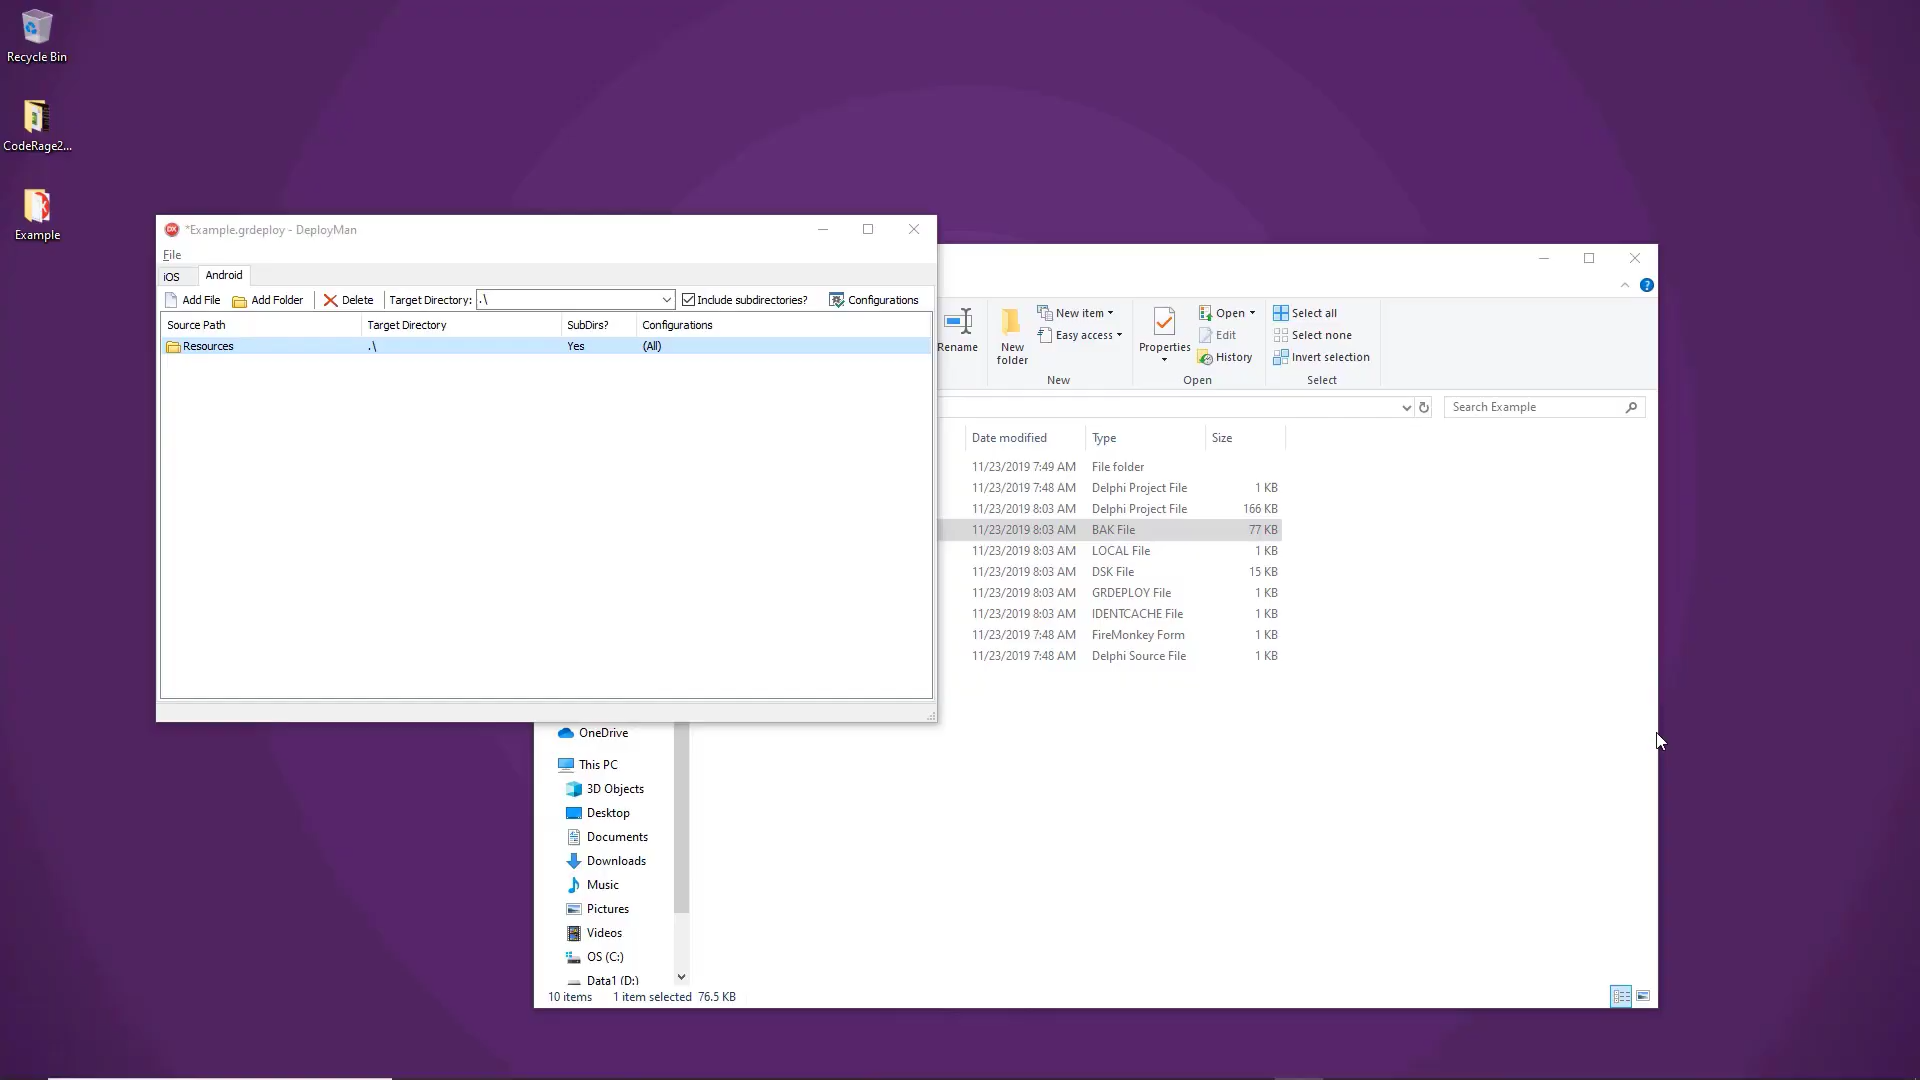 Recycle Bin
CodeRage2...
Example
*Example.grdeploy - DeployMan
File
iOS
Android
Add File
Add Folder
Delete
Target Directory:
.\
Include subdirectories?
Configurations
Source Path
Target Directory
SubDirs?
Configurations
Resources
.\
Yes
(All)
Rename
New
folder
New item
Easy access
New
Properties
Open
Edit
History
Open
Select all
Select none
Invert selection
Select
Search Example
Date modified
Type
Size
11/23/2019 7:49 AM File folder
11/23/2019 7:48 AM Delphi Project File 1 KB
11/23/2019 8:03 AM Delphi Project File 166 KB
11/23/2019 8:03 AM BAK File 77 KB
11/23/2019 8:03 AM LOCAL File 1 KB
11/23/2019 8:03 AM DSK File 15 KB
11/23/2019 8:03 AM GRDEPLOY File 1 KB
11/23/2019 8:03 AM IDENTCACHE File 1 KB
11/23/2019 7:48 AM FireMonkey Form 1 KB
11/23/2019 7:48 AM Delphi Source File 1 KB
OneDrive
This PC
3D Objects
Desktop
Documents
Downloads
Music
Pictures
Videos
OS (C:)
Data1 (D:)
10 items 1 item selected 76.5 KB